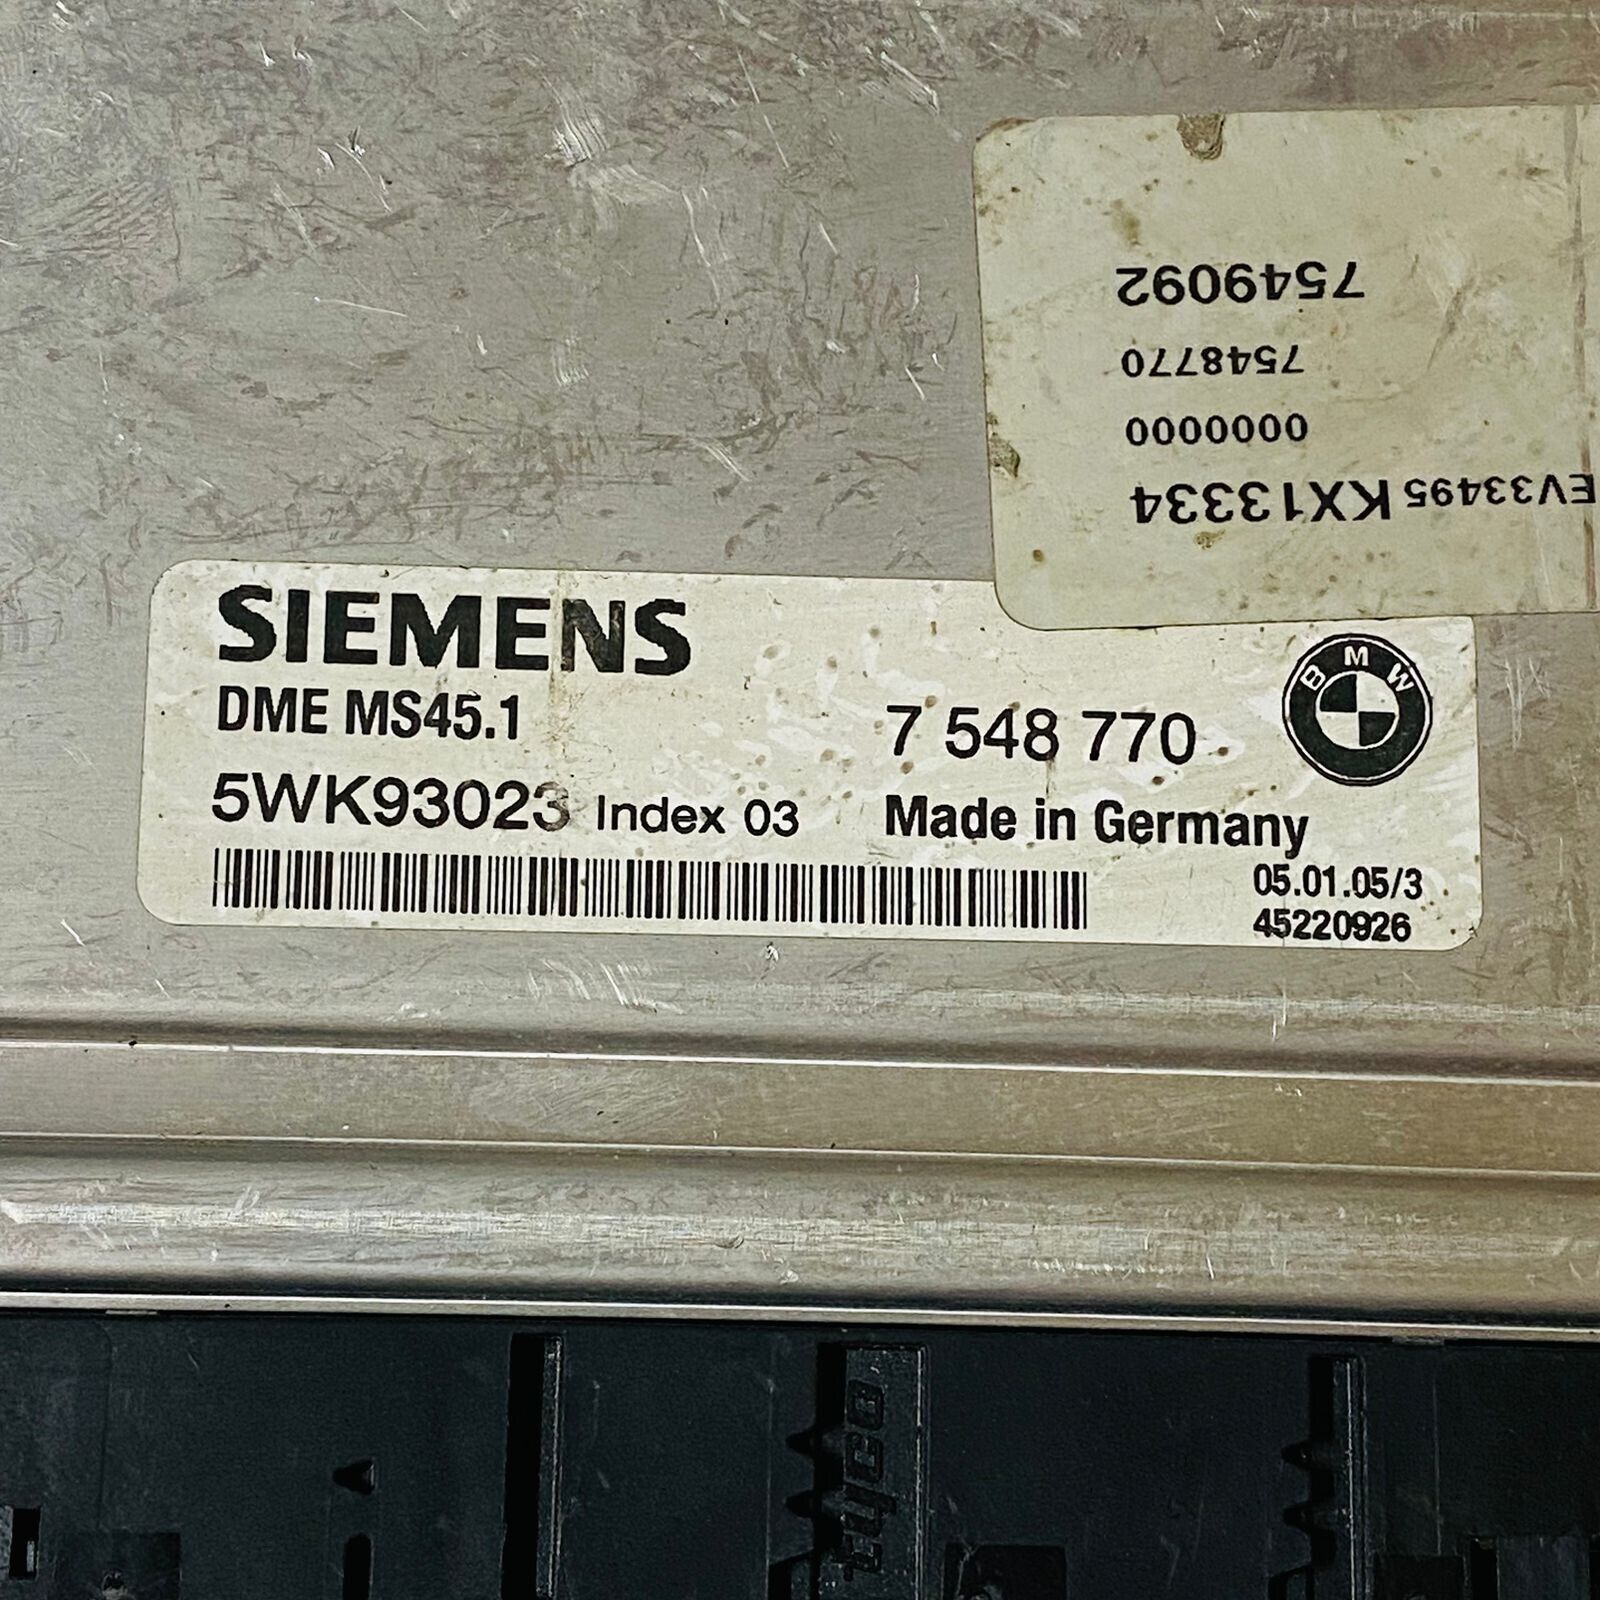 7549092
7548770
0000000
EV33495 KX13334
SIEMENS
DME MS45.1
7 548 770
BMW
5WK93023 Index 03
Made in Germany
05.01.05/3
45220926
tyco